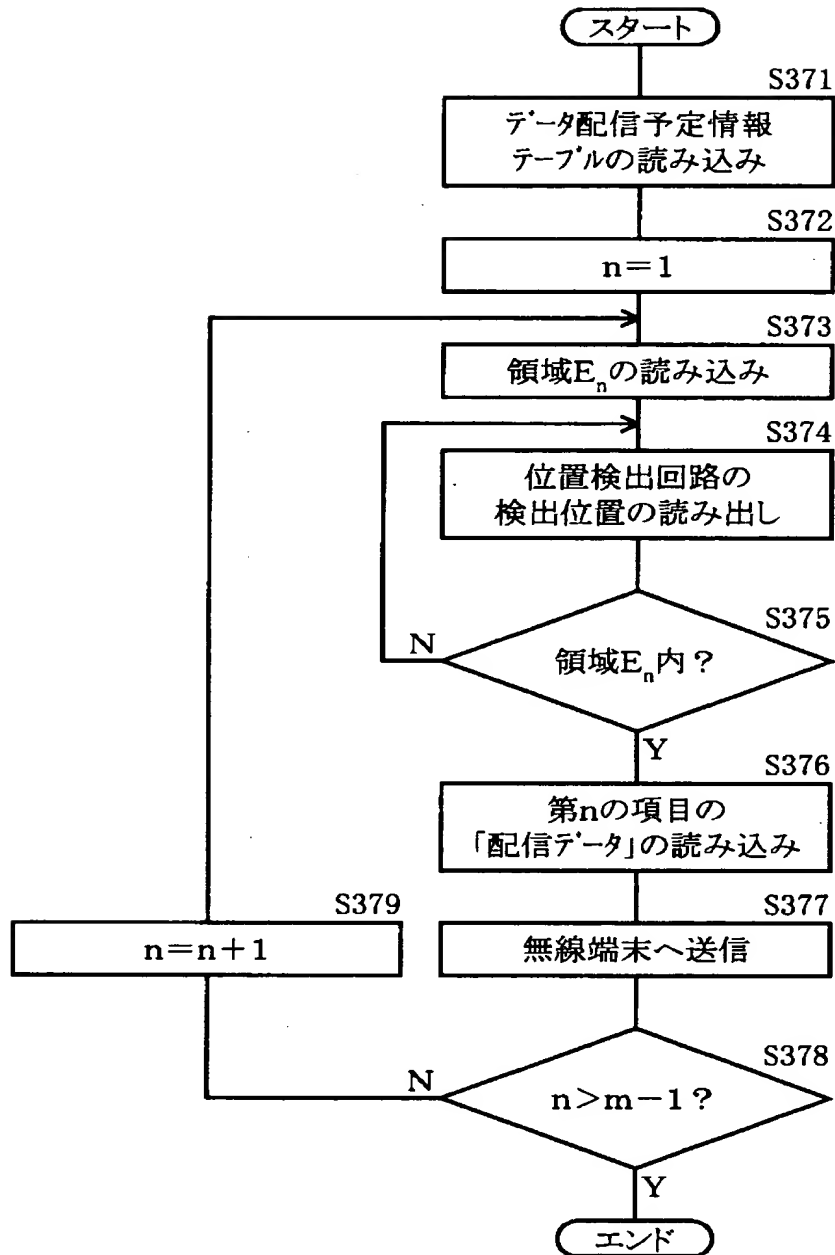 スタート
S371
データ配信予定情報
テーブルの読み込み
S372
n=1
S373
領域Enの読み込み
S374
位置検出回路の
検出位置の読み出し
S375
N
領域En内?
Y
S376
第nの項目の
「配信データ」の読み込み
S379
S377
n=n+1
無線端末へ送信
S378
N
n>m-1?
Y
エンド